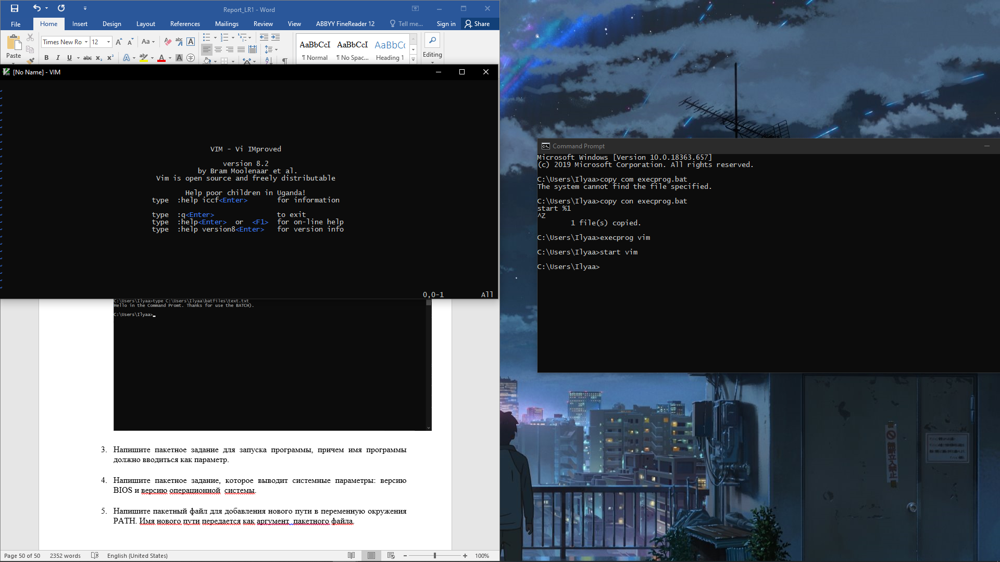 Report_LR1 - Word
File Home Insert Design Layout References Mailings Review View ABBYY FineReader 12 Tell me... Sign in Share
Paste
Times New Ro 12
Aa
B I U abc x₂ x²
AaBbCcI AaBbCcI AaBbCc
¶ Normal ¶ No Spac... Heading 1
Editing
[No Name] - VIM
VIM - Vi IMproved
version 8.2
by Bram Moolenaar et al.
Vim is open source and freely distributable
Help poor children in Uganda!
type :help iccf<Enter> for information
type :q<Enter> to exit
type :help<Enter> or <F1> for on-line help
type :help version8<Enter> for version info
0,0-1 All
C:\Users\Ilyaa>type C:\Users\Ilyaa\batfiles\text.txt
Hello in the Command Promt. Thanks for use the BATCH).
C:\Users\Ilyaa>
3. Напишите пакетное задание для запуска программы, причем имя программы
должно вводиться как параметр.
4. Напишите пакетное задание, которое выводит системные параметры: версию
BIOS и версию операционной системы.
5. Напишите пакетный файл для добавления нового пути в переменную окружения
PATH. Имя нового пути передается как аргумент пакетного файла.
Page 50 of 50 2352 words English (United States) 100%
Command Prompt
Microsoft Windows [Version 10.0.18363.657]
(c) 2019 Microsoft Corporation. All rights reserved.
C:\Users\Ilyaa>copy com execprog.bat
The system cannot find the file specified.
C:\Users\Ilyaa>copy con execprog.bat
start %1
^Z
1 file(s) copied.
C:\Users\Ilyaa>execprog vim
C:\Users\Ilyaa>start vim
C:\Users\Ilyaa>
無断立入禁止